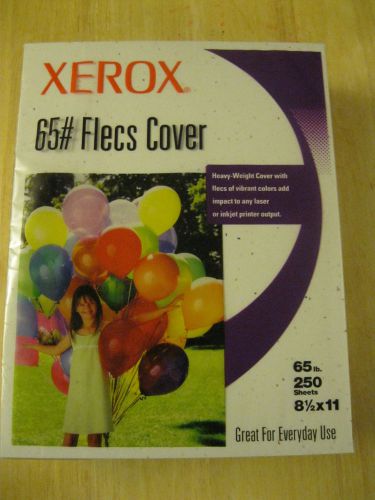 XEROX®
65# Flecs Cover
Heavy-Weight Cover with
flecs of vibrant colors add
impact to any laser
or inkjet printer output.
65 lb.
250
Sheets
8½x11
Great For Everyday Use